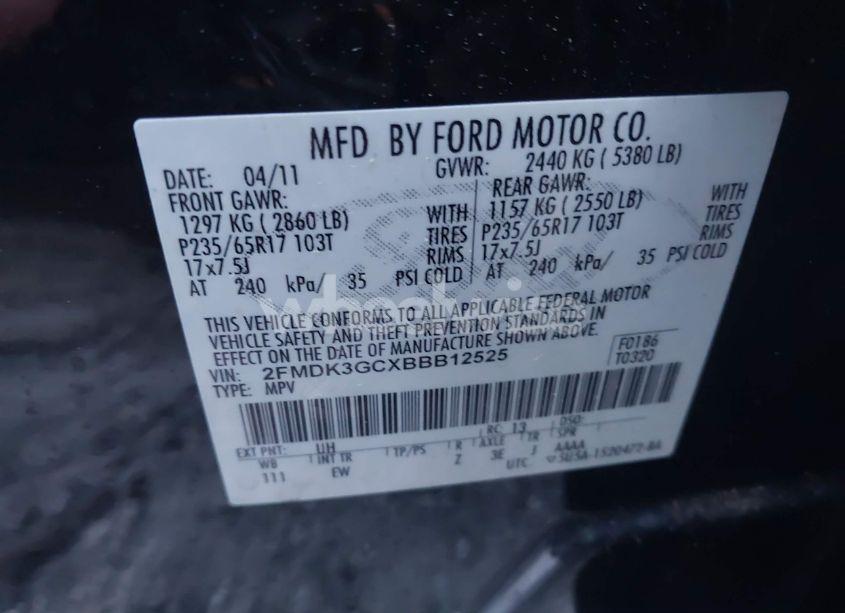 MFD BY FORD MOTOR CO.
DATE: 04/11 GVWR: 2440 KG ( 5380 LB)
FRONT GAWR: REAR GAWR:
1297 KG ( 2860 LB) WITH 1157 KG ( 2550 LB) WITH
P235/65R17 103T TIRES P235/65R17 103T TIRES
17x7.5J RIMS 17x7.5J RIMS
AT 240 kPa/ 35 PSI COLD AT 240 kPa/ 35 PSI COLD
THIS VEHICLE CONFORMS TO ALL APPLICABLE FEDERAL MOTOR
VEHICLE SAFETY AND THEFT PREVENTION STANDARDS IN
EFFECT ON THE DATE OF MANUFACTURE SHOWN ABOVE.
F0186
T0320
VIN: 2FMDK3GCXBBB12525
TYPE: MPV
RC: 13 DSO:
EXT PNT: UH
WB INT TR TP/PS R AXLE TR SPR
111 EW Z 3E J AAAA
UTC